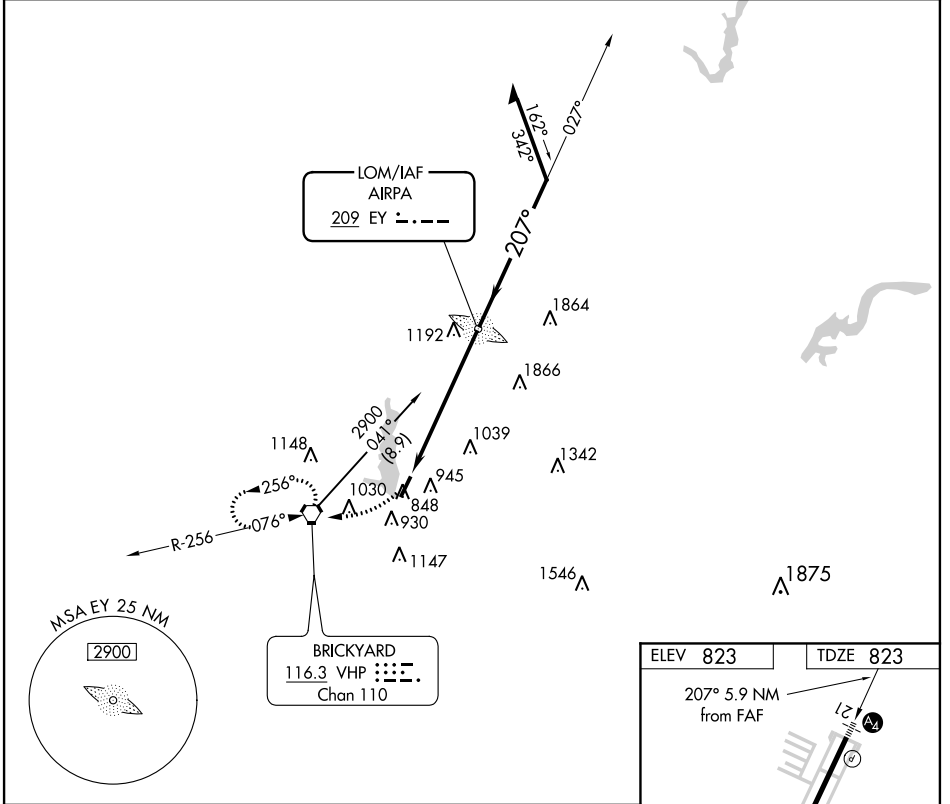 162°
342°
027°
207°
LOM/IAF
AIRPA
209 EY
1192
1864
1866
2900
041°
(8.9)
1039
1148
1342
256°
1030
945
848
930
076°
R-256
1147
1546
1875
MSA EY 25 NM
2900
BRICKYARD
116.3 VHP
Chan 110
ELEV 823
TDZE 823
207° 5.9 NM
from FAF
21
A4
P